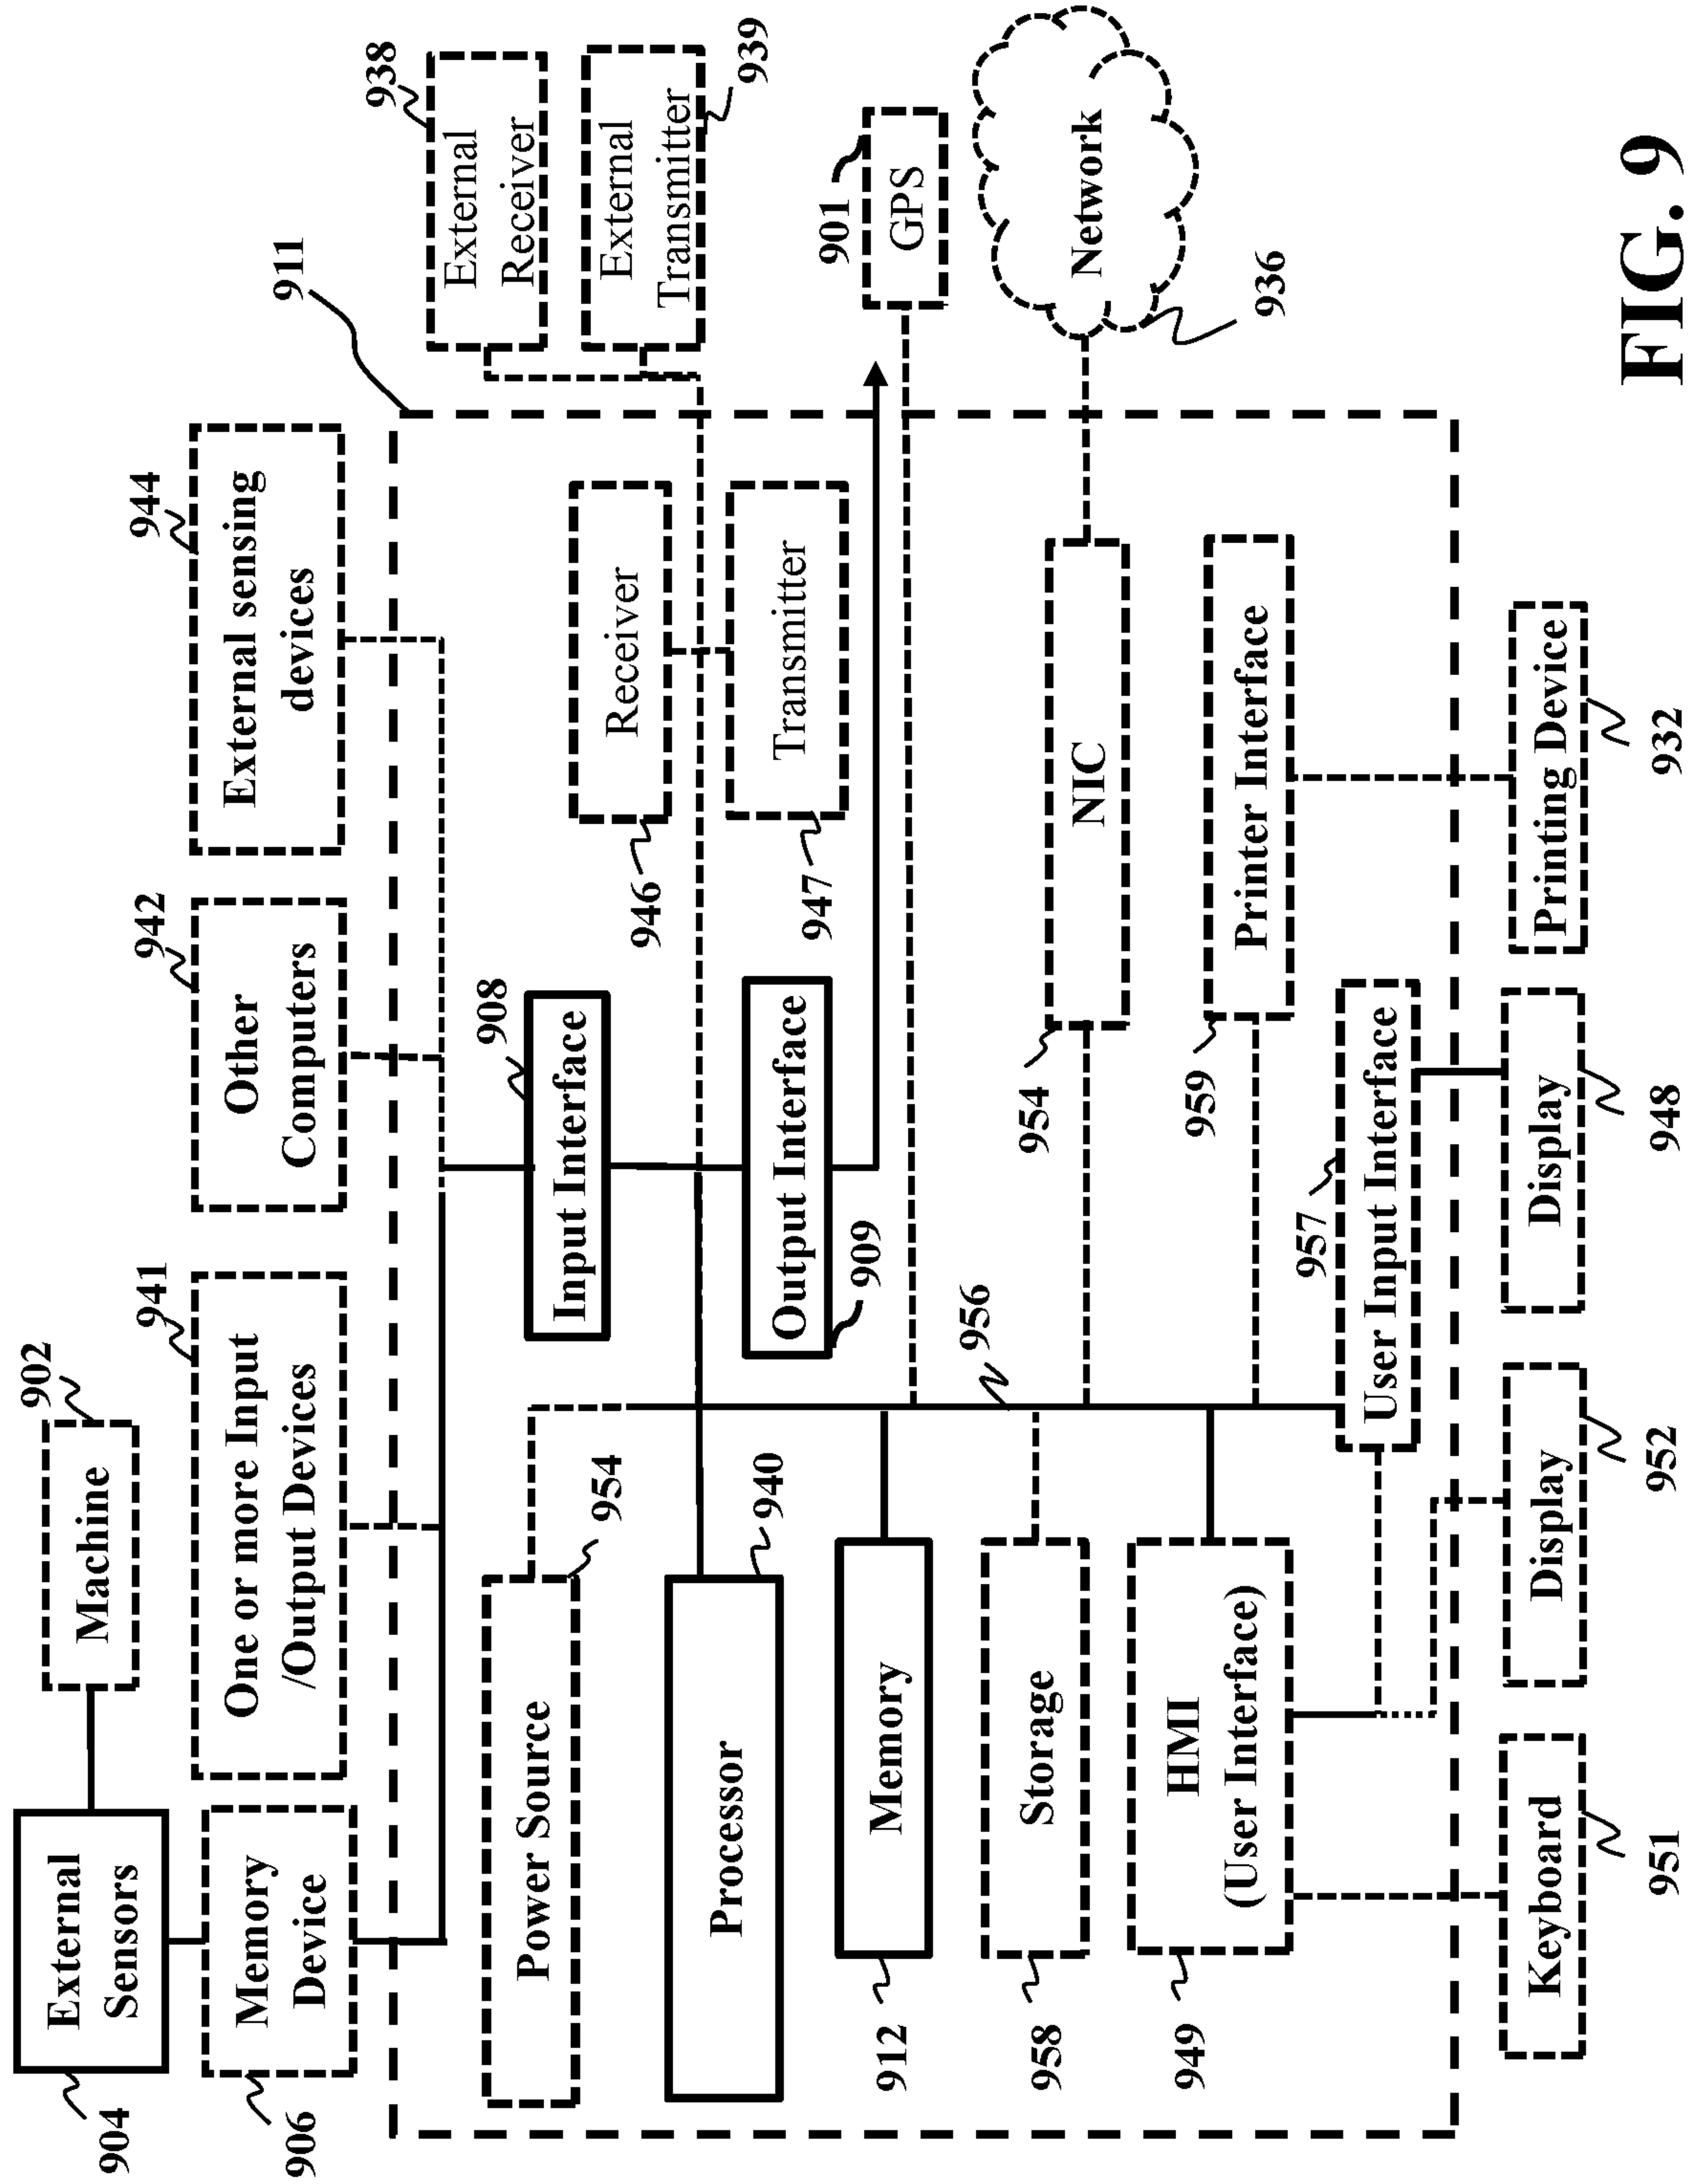 904
External
Sensors
902
Machine
906
Memory
Device
941
One or more Input
/Output Devices
942
Other
Computers
944
External sensing
devices
911
938
External
Receiver
External
Transmitter
939
Power Source
954
908
Input Interface
946
Receiver
Processor
940
Output Interface
909
947
Transmitter
901
GPS
912
Memory
956
958
Storage
954
NIC
Network
936
949
HMI
(User Interface)
959
Printer Interface
957
User Input Interface
Keyboard
951
Display
952
Display
948
Printing Device
932
FIG. 9